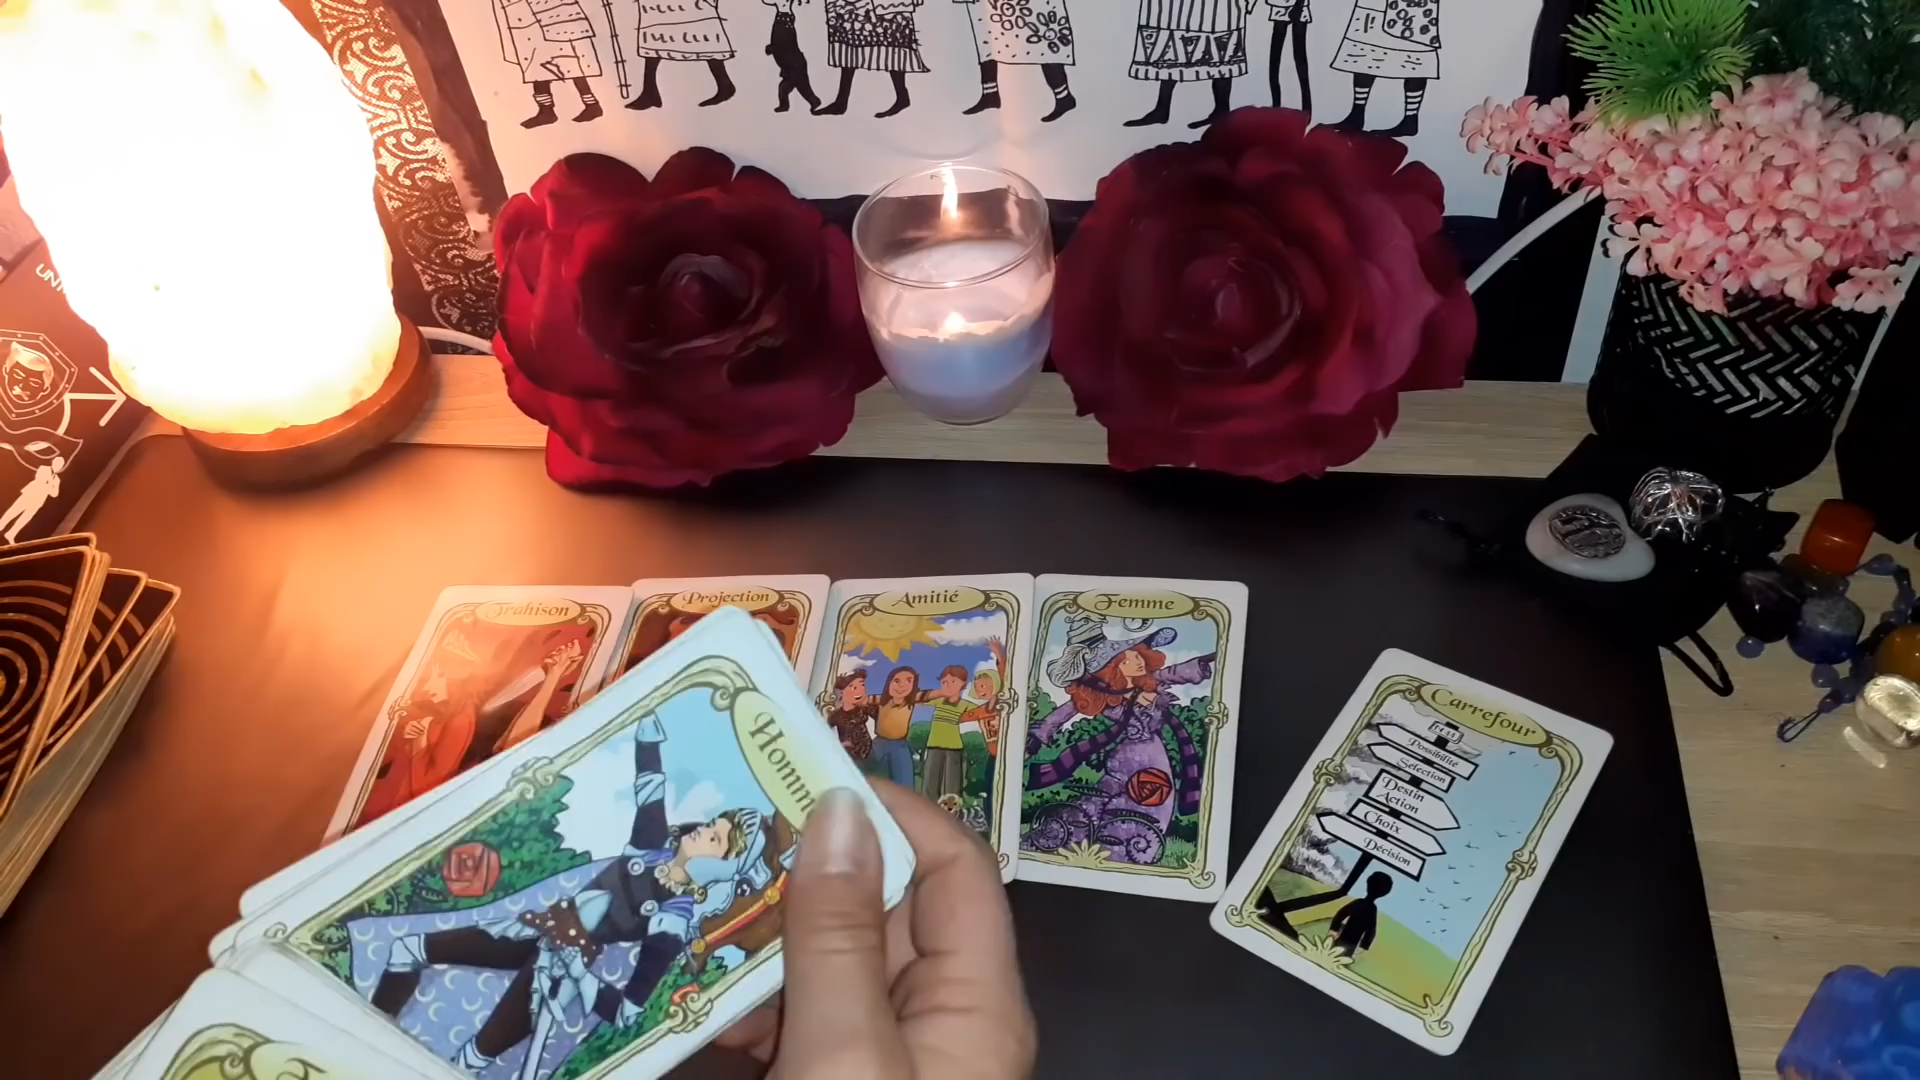 Trahison
Projection
Amitié
Femme
Carrefour
Possibilité
Sélection
Destin
Action
Choix
Décision
Homm